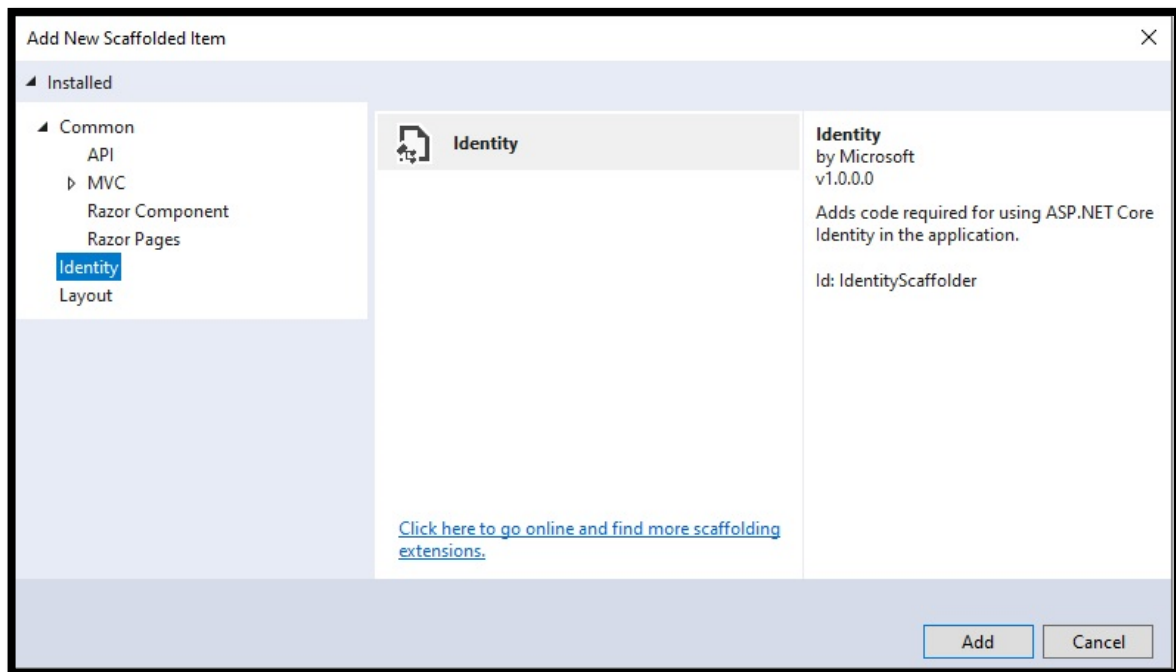 Add New Scaffolded Item
Installed
Common
API
MVC
Razor Component
Razor Pages
Identity
Layout
Identity
Click here to go online and find more scaffolding
extensions.
Identity
by Microsoft
v1.0.0.0
Adds code required for using ASP.NET Core
Identity in the application.
Id: IdentityScaffolder
Add
Cancel